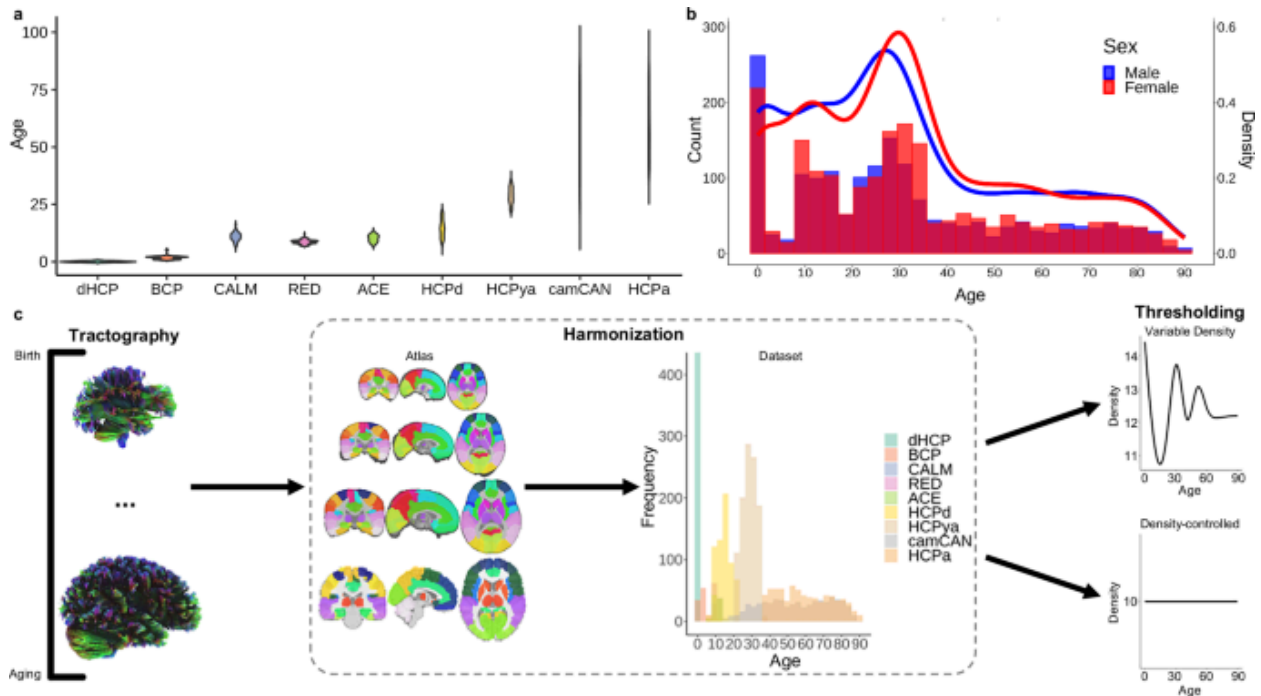 a
100
75
50
25
0
Age
dHCP BCP CALM RED ACE HCPd HCPya camCAN HCPa
b
300
200
100
0
Count
0.6
0.4
0.2
0.0
Density
Sex
Male
Female
0 10 20 30 40 50 60 70 80 90
Age
c
Tractography
Birth
...
Aging
Harmonization
Atlas
Dataset
400
300
200
100
0
Frequency
dHCP
BCP
CALM
RED
ACE
HCPd
HCPya
camCAN
HCPa
0 10 20 30 40 50 60 70 80 90
Age
Thresholding
Variable Density
14
13
12
11
Density
0 30 60 90
Age
Density-controlled
10
Density
0 30 60 90
Age